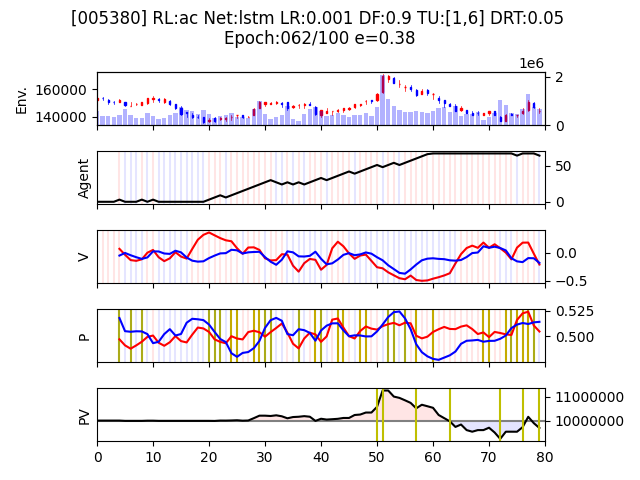 [005380] RL:ac Net:lstm LR:0.001 DF:0.9 TU:[1,6] DRT:0.05
Epoch:062/100 e=0.38
1e6
Env.
160000
140000
2
0
Agent
50
0
V
0.0
−0.5
P
0.525
0.500
PV
11000000
10000000
0 10 20 30 40 50 60 70 80